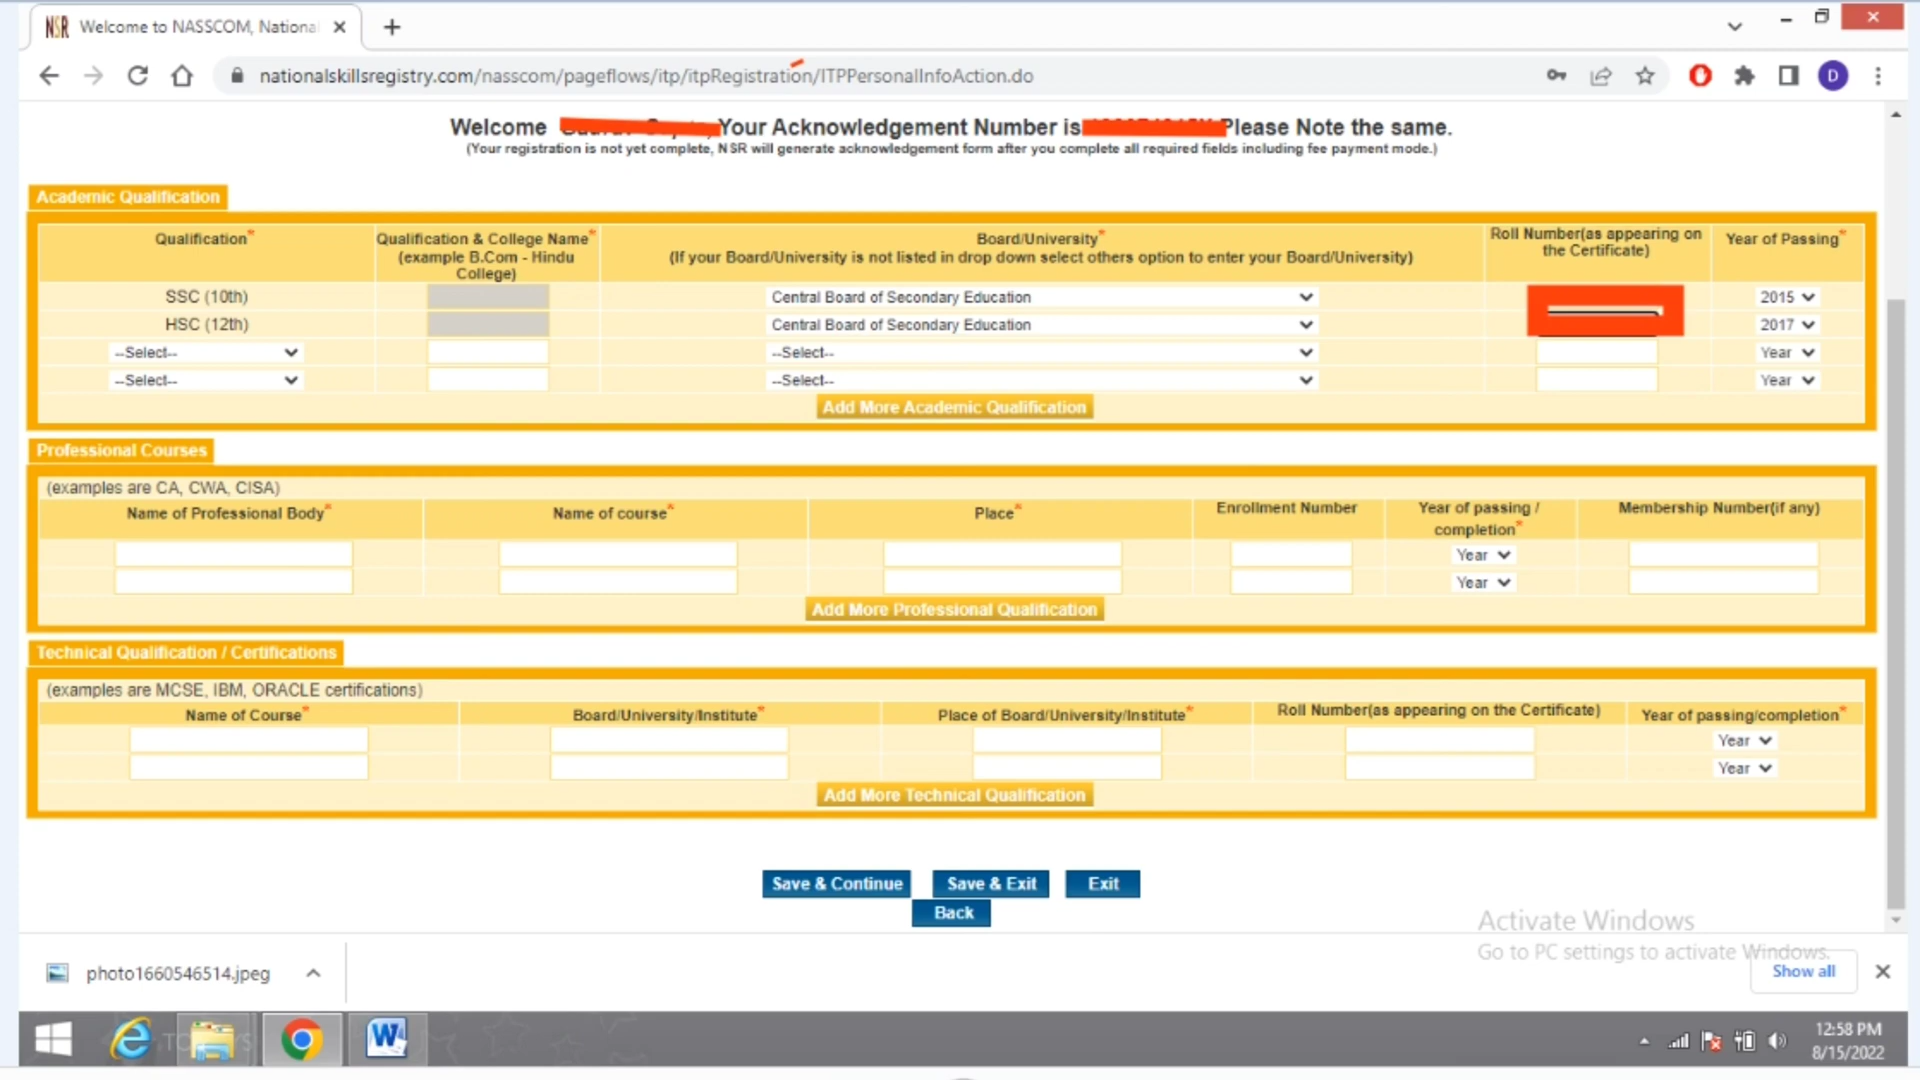 Welcome to NASSCOM, National
nationalskillsregistry.com/nasscom/pageflows/itp/itpRegistration/ITPPersonalInfoAction.do
D
Welcome Your Acknowledgement Number is Please Note the same.
(Your registration is not yet complete, NSR will generate acknowledgement form after you complete all required fields including fee payment mode.)
Academic Qualification
Qualification* Qualification & College Name* (example B.Com - Hindu College) Board/University* (If your Board/University is not listed in drop down select others option to enter your Board/University) Roll Number(as appearing on the Certificate) Year of Passing*
SSC (10th) Central Board of Secondary Education 2015
HSC (12th) Central Board of Secondary Education 2017
--Select-- --Select-- Year
--Select-- --Select-- Year
Add More Academic Qualification
Professional Courses
(examples are CA, CWA, CISA)
Name of Professional Body* Name of course* Place* Enrollment Number Year of passing / completion* Membership Number(if any)
Year
Year
Add More Professional Qualification
Technical Qualification / Certifications
(examples are MCSE, IBM, ORACLE certifications)
Name of Course* Board/University/Institute* Place of Board/University/Institute* Roll Number(as appearing on the Certificate) Year of passing/completion*
Year
Year
Add More Technical Qualification
Save & Continue Save & Exit Exit
Back
Activate Windows
Go to PC settings to activate Windows.
photo1660546514.jpeg
Show all
12:58 PM
8/15/2022